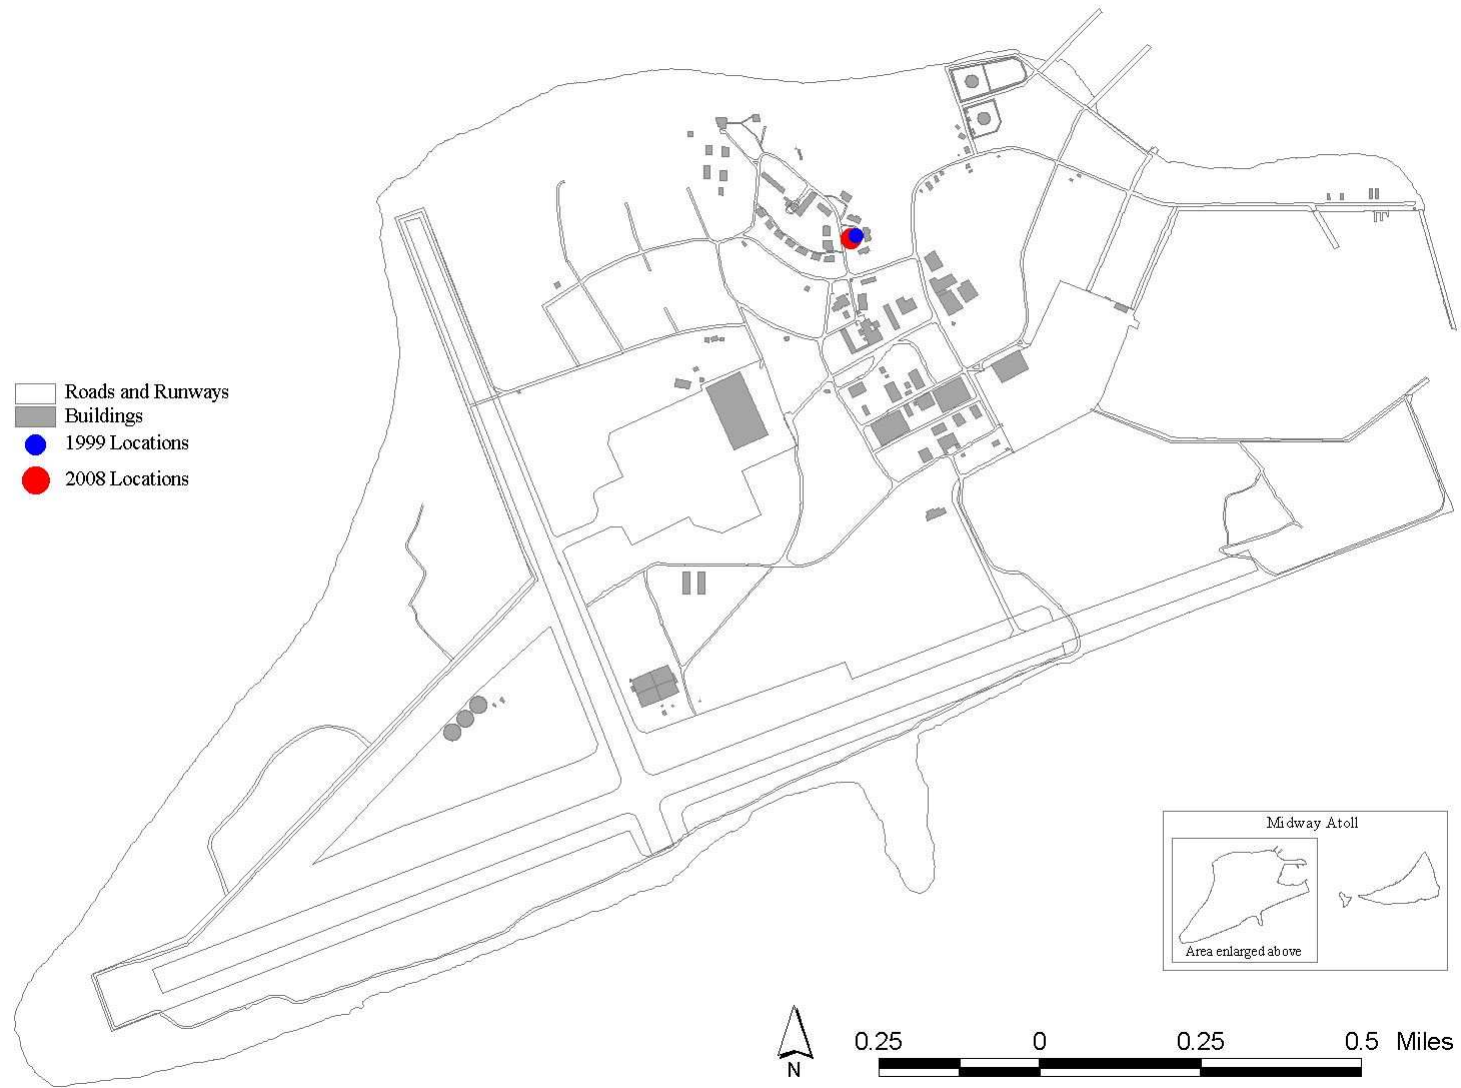 Roads and Runways
Buildings
1999 Locations
2008 Locations
Midway Atoll
Area enlarged above
N
0.25 0 0.25 0.5 Miles